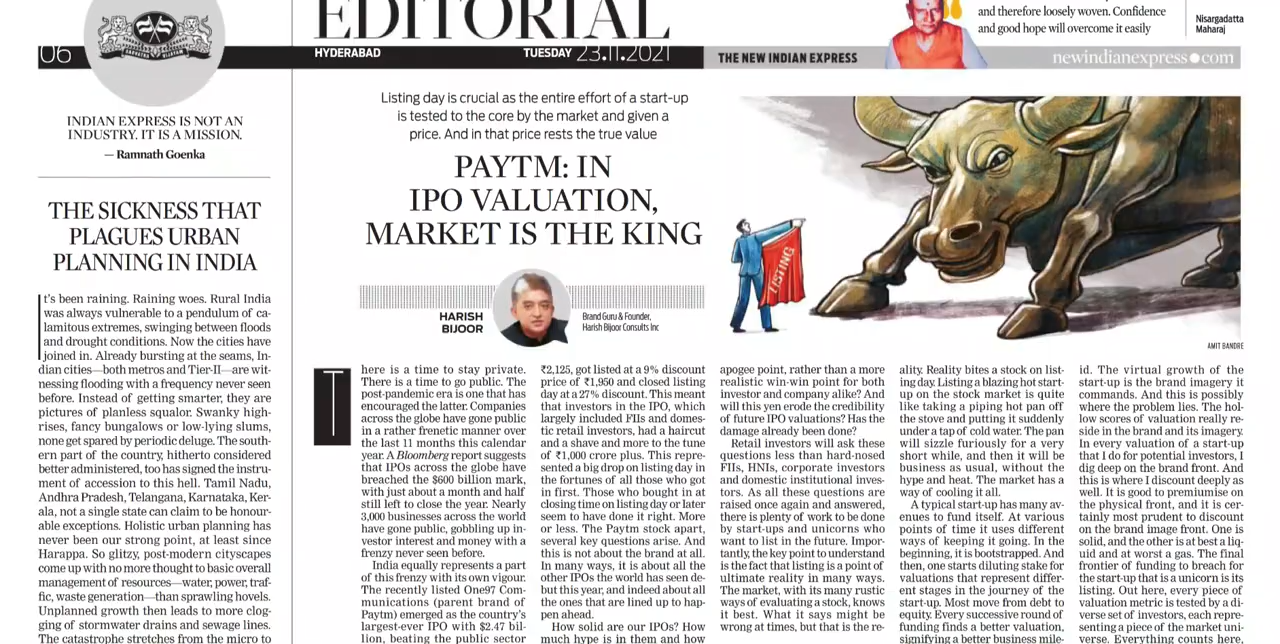 06
EDITORIAL
HYDERABAD
TUESDAY 23.11.2021
THE NEW INDIAN EXPRESS
and therefore loosely woven. Confidence
and good hope will overcome it easily
Nisargadatta
Maharaj
newindianexpress●com
INDIAN EXPRESS IS NOT AN
INDUSTRY. IT IS A MISSION.
— Ramnath Goenka
THE SICKNESS THAT
PLAGUES URBAN
PLANNING IN INDIA
It's been raining. Raining woes. Rural India
was always vulnerable to a pendulum of ca-
lamitous extremes, swinging between floods
and drought conditions. Now the cities have
joined in. Already bursting at the seams, In-
dian cities—both metros and Tier-II—are wit-
nessing flooding with a frequency never seen
before. Instead of getting smarter, they are
pictures of planless squalor. Swanky high-
rises, fancy bungalows or low-lying slums,
none get spared by periodic deluge. The south-
ern part of the country, hitherto considered
better administered, too has signed the instru-
ment of accession to this hell. Tamil Nadu,
Andhra Pradesh, Telangana, Karnataka, Ker-
ala, not a single state can claim to be honour-
able exceptions. Holistic urban planning has
never been our strong point, at least since
Harappa. So glitzy, post-modern cityscapes
come up with no more thought to basic overall
management of resources—water, power, traf-
fic, waste generation—than sprawling hovels.
Unplanned growth then leads to more clog-
ging of stormwater drains and sewage lines.
The catastrophe stretches from the micro to
Listing day is crucial as the entire effort of a start-up
is tested to the core by the market and given a
price. And in that price rests the true value
PAYTM: IN
IPO VALUATION,
MARKET IS THE KING
HARISH
BIJOOR
Brand Guru & Founder,
Harish Bijoor Consults Inc
LISTING
AMIT BANDRE
There is a time to stay private.
There is a time to go public. The
post-pandemic era is one that has
encouraged the latter. Companies
across the globe have gone public
in a rather frenetic manner over
the last 11 months this calendar
year. A Bloomberg report suggests
that IPOs across the globe have
breached the $600 billion mark,
with just about a month and half
still left to close the year. Nearly
3,000 businesses across the world
have gone public, gobbling up in-
vestor interest and money with a
frenzy never seen before.
India equally represents a part
of this frenzy with its own vigour.
The recently listed One97 Com-
munications (parent brand of
Paytm) emerged as the country's
largest-ever IPO with $2.47 bil-
lion, beating the public sector
₹2,125, got listed at a 9% discount
price of ₹1,950 and closed listing
day at a 27% discount. This meant
that investors in the IPO, which
largely included FIIs and domes-
tic retail investors, had a haircut
and a shave and more to the tune
of ₹1,000 crore plus. This repre-
sented a big drop on listing day in
the fortunes of all those who got
in first. Those who bought in at
closing time on listing day or later
seem to have done it right. More
or less. The Paytm stock apart,
several key questions arise. And
this is not about the brand at all.
In many ways, it is about all the
other IPOs the world has seen de-
but this year, and indeed about all
the ones that are lined up to hap-
pen ahead.
How solid are our IPOs? How
much hype is in them and how
apogee point, rather than a more
realistic win-win point for both
investor and company alike? And
will this yen erode the credibility
of future IPO valuations? Has the
damage already been done?
Retail investors will ask these
questions less than hard-nosed
FIIs, HNIs, corporate investors
and domestic institutional inves-
tors. As all these questions are
raised once again and answered,
there is plenty of work to be done
by start-ups and unicorns who
want to list in the future. Impor-
tantly, the key point to understand
is the fact that listing is a point of
ultimate reality in many ways.
The market, with its many rustic
ways of evaluating a stock, knows
it best. What it says might be
wrong at times, but that is the re-
ality. Reality bites a stock on list-
ing day. Listing a blazing hot start-
up on the stock market is quite
like taking a piping hot pan off
the stove and putting it suddenly
under a tap of cold water. The pan
will sizzle furiously for a very
short while, and then it will be
business as usual, without the
hype and heat. The market has a
way of cooling it all.
A typical start-up has many av-
enues to fund itself. At various
points of time it uses different
ways of keeping it going. In the
beginning, it is bootstrapped. And
then, one starts diluting stake for
valuations that represent differ-
ent stages in the journey of the
start-up. Most move from debt to
equity. Every successive round of
funding finds a better valuation,
signifying a better business mile-
id. The virtual growth of the
start-up is the brand imagery it
commands. And this is possibly
where the problem lies. The hol-
low scores of valuation really re-
side in the brand and its imagery.
In every valuation of a start-up
that I do for potential investors, I
dig deep on the brand front. And
this is where I discount deeply as
well. It is good to premiumise on
the physical front, and it is cer-
tainly most prudent to discount
on the brand image front. One is
solid, and the other is at best a liq-
uid and at worst a gas. The final
frontier of funding to breach for
the start-up that is a unicorn is its
listing. Out here, every piece of
valuation metric is tested by a di-
verse set of investors, each repre-
senting a piece of the market uni-
verse. Everything counts here,